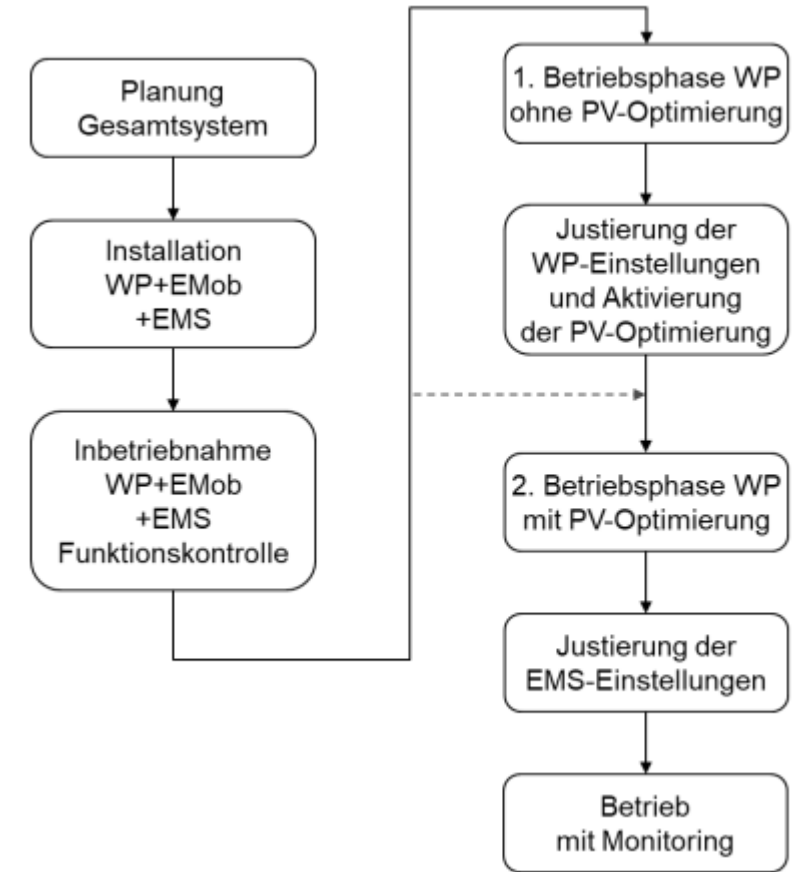 Planung
Gesamtsystem
Installation
WP+EMob
+EMS
Inbetriebnahme
WP+EMob
+EMS
Funktionskontrolle
1. Betriebsphase WP
ohne PV-Optimierung
Justierung der
WP-Einstellungen
und Aktivierung
der PV-Optimierung
2. Betriebsphase WP
mit PV-Optimierung
Justierung der
EMS-Einstellungen
Betrieb
mit Monitoring